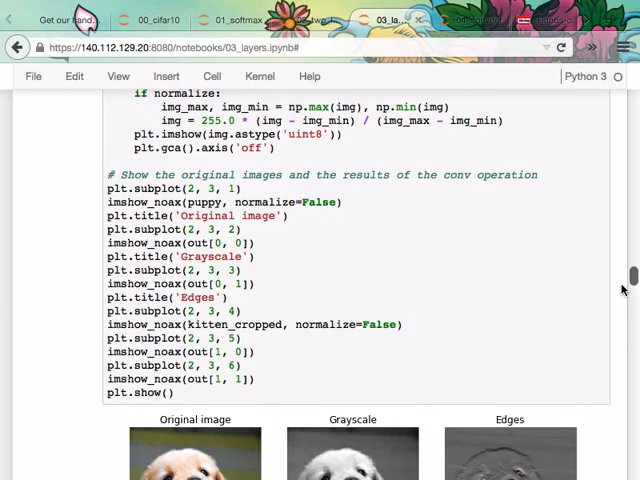 Get our hand...
00_cifar10
01_softmax
03_la...
https://140.112.129.20:8080/notebooks/03_layers.ipynb#
File Edit View Insert Cell Kernel Help Python 3
if normalize:
img_max, img_min = np.max(img), np.min(img)
img = 255.0 * (img - img_min) / (img_max - img_min)
plt.imshow(img.astype('uint8'))
plt.gca().axis('off')
# Show the original images and the results of the conv operation
plt.subplot(2, 3, 1)
imshow_noax(puppy, normalize=False)
plt.title('Original image')
plt.subplot(2, 3, 2)
imshow_noax(out[0, 0])
plt.title('Grayscale')
plt.subplot(2, 3, 3)
imshow_noax(out[0, 1])
plt.title('Edges')
plt.subplot(2, 3, 4)
imshow_noax(kitten_cropped, normalize=False)
plt.subplot(2, 3, 5)
imshow_noax(out[1, 0])
plt.subplot(2, 3, 6)
imshow_noax(out[1, 1])
plt.show()
Original image Grayscale Edges